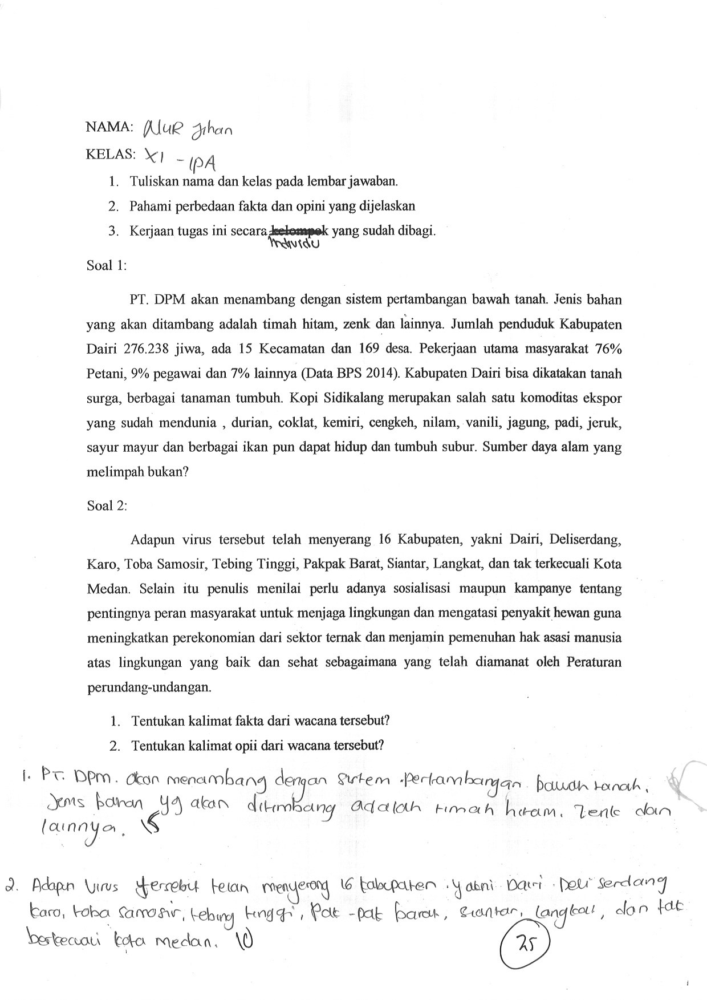 NAMA: NUR Jihan
KELAS: XI - IPA
1. Tuliskan nama dan kelas pada lembar jawaban.
2. Pahami perbedaan fakta dan opini yang dijelaskan
3. Kerjaan tugas ini secara kelompok yang sudah dibagi.
Individu
Soal 1:
PT. DPM akan menambang dengan sistem pertambangan bawah tanah. Jenis bahan
yang akan ditambang adalah timah hitam, zenk dan lainnya. Jumlah penduduk Kabupaten
Dairi 276.238 jiwa, ada 15 Kecamatan dan 169 desa. Pekerjaan utama masyarakat 76%
Petani, 9% pegawai dan 7% lainnya (Data BPS 2014). Kabupaten Dairi bisa dikatakan tanah
surga, berbagai tanaman tumbuh. Kopi Sidikalang merupakan salah satu komoditas ekspor
yang sudah mendunia , durian, coklat, kemiri, cengkeh, nilam, vanili, jagung, padi, jeruk,
sayur mayur dan berbagai ikan pun dapat hidup dan tumbuh subur. Sumber daya alam yang
melimpah bukan?
Soal 2:
Adapun virus tersebut telah menyerang 16 Kabupaten, yakni Dairi, Deliserdang,
Karo, Toba Samosir, Tebing Tinggi, Pakpak Barat, Siantar, Langkat, dan tak terkecuali Kota
Medan. Selain itu penulis menilai perlu adanya sosialisasi maupun kampanye tentang
pentingnya peran masyarakat untuk menjaga lingkungan dan mengatasi penyakit hewan guna
meningkatkan perekonomian dari sektor ternak dan menjamin pemenuhan hak asasi manusia
atas lingkungan yang baik dan sehat sebagaimana yang telah diamanat oleh Peraturan
perundang-undangan.
1. Tentukan kalimat fakta dari wacana tersebut?
2. Tentukan kalimat opii dari wacana tersebut?
1. PT. DPM. akan menambang dengan sistem pertambangan bawah tanah.
Jenis bahan yg akan ditimbang adalah timah hitam. Zenk dan
lainnya. 15
2. Adapun Virus tersebut telah menyerang 16 kabupaten. yakni Dairi. Deli serdang
karo, toba samosir, tebing tinggi, Pak-pak barat, siantar, langkat, dan tak
berkecuali kota medan. 10
25